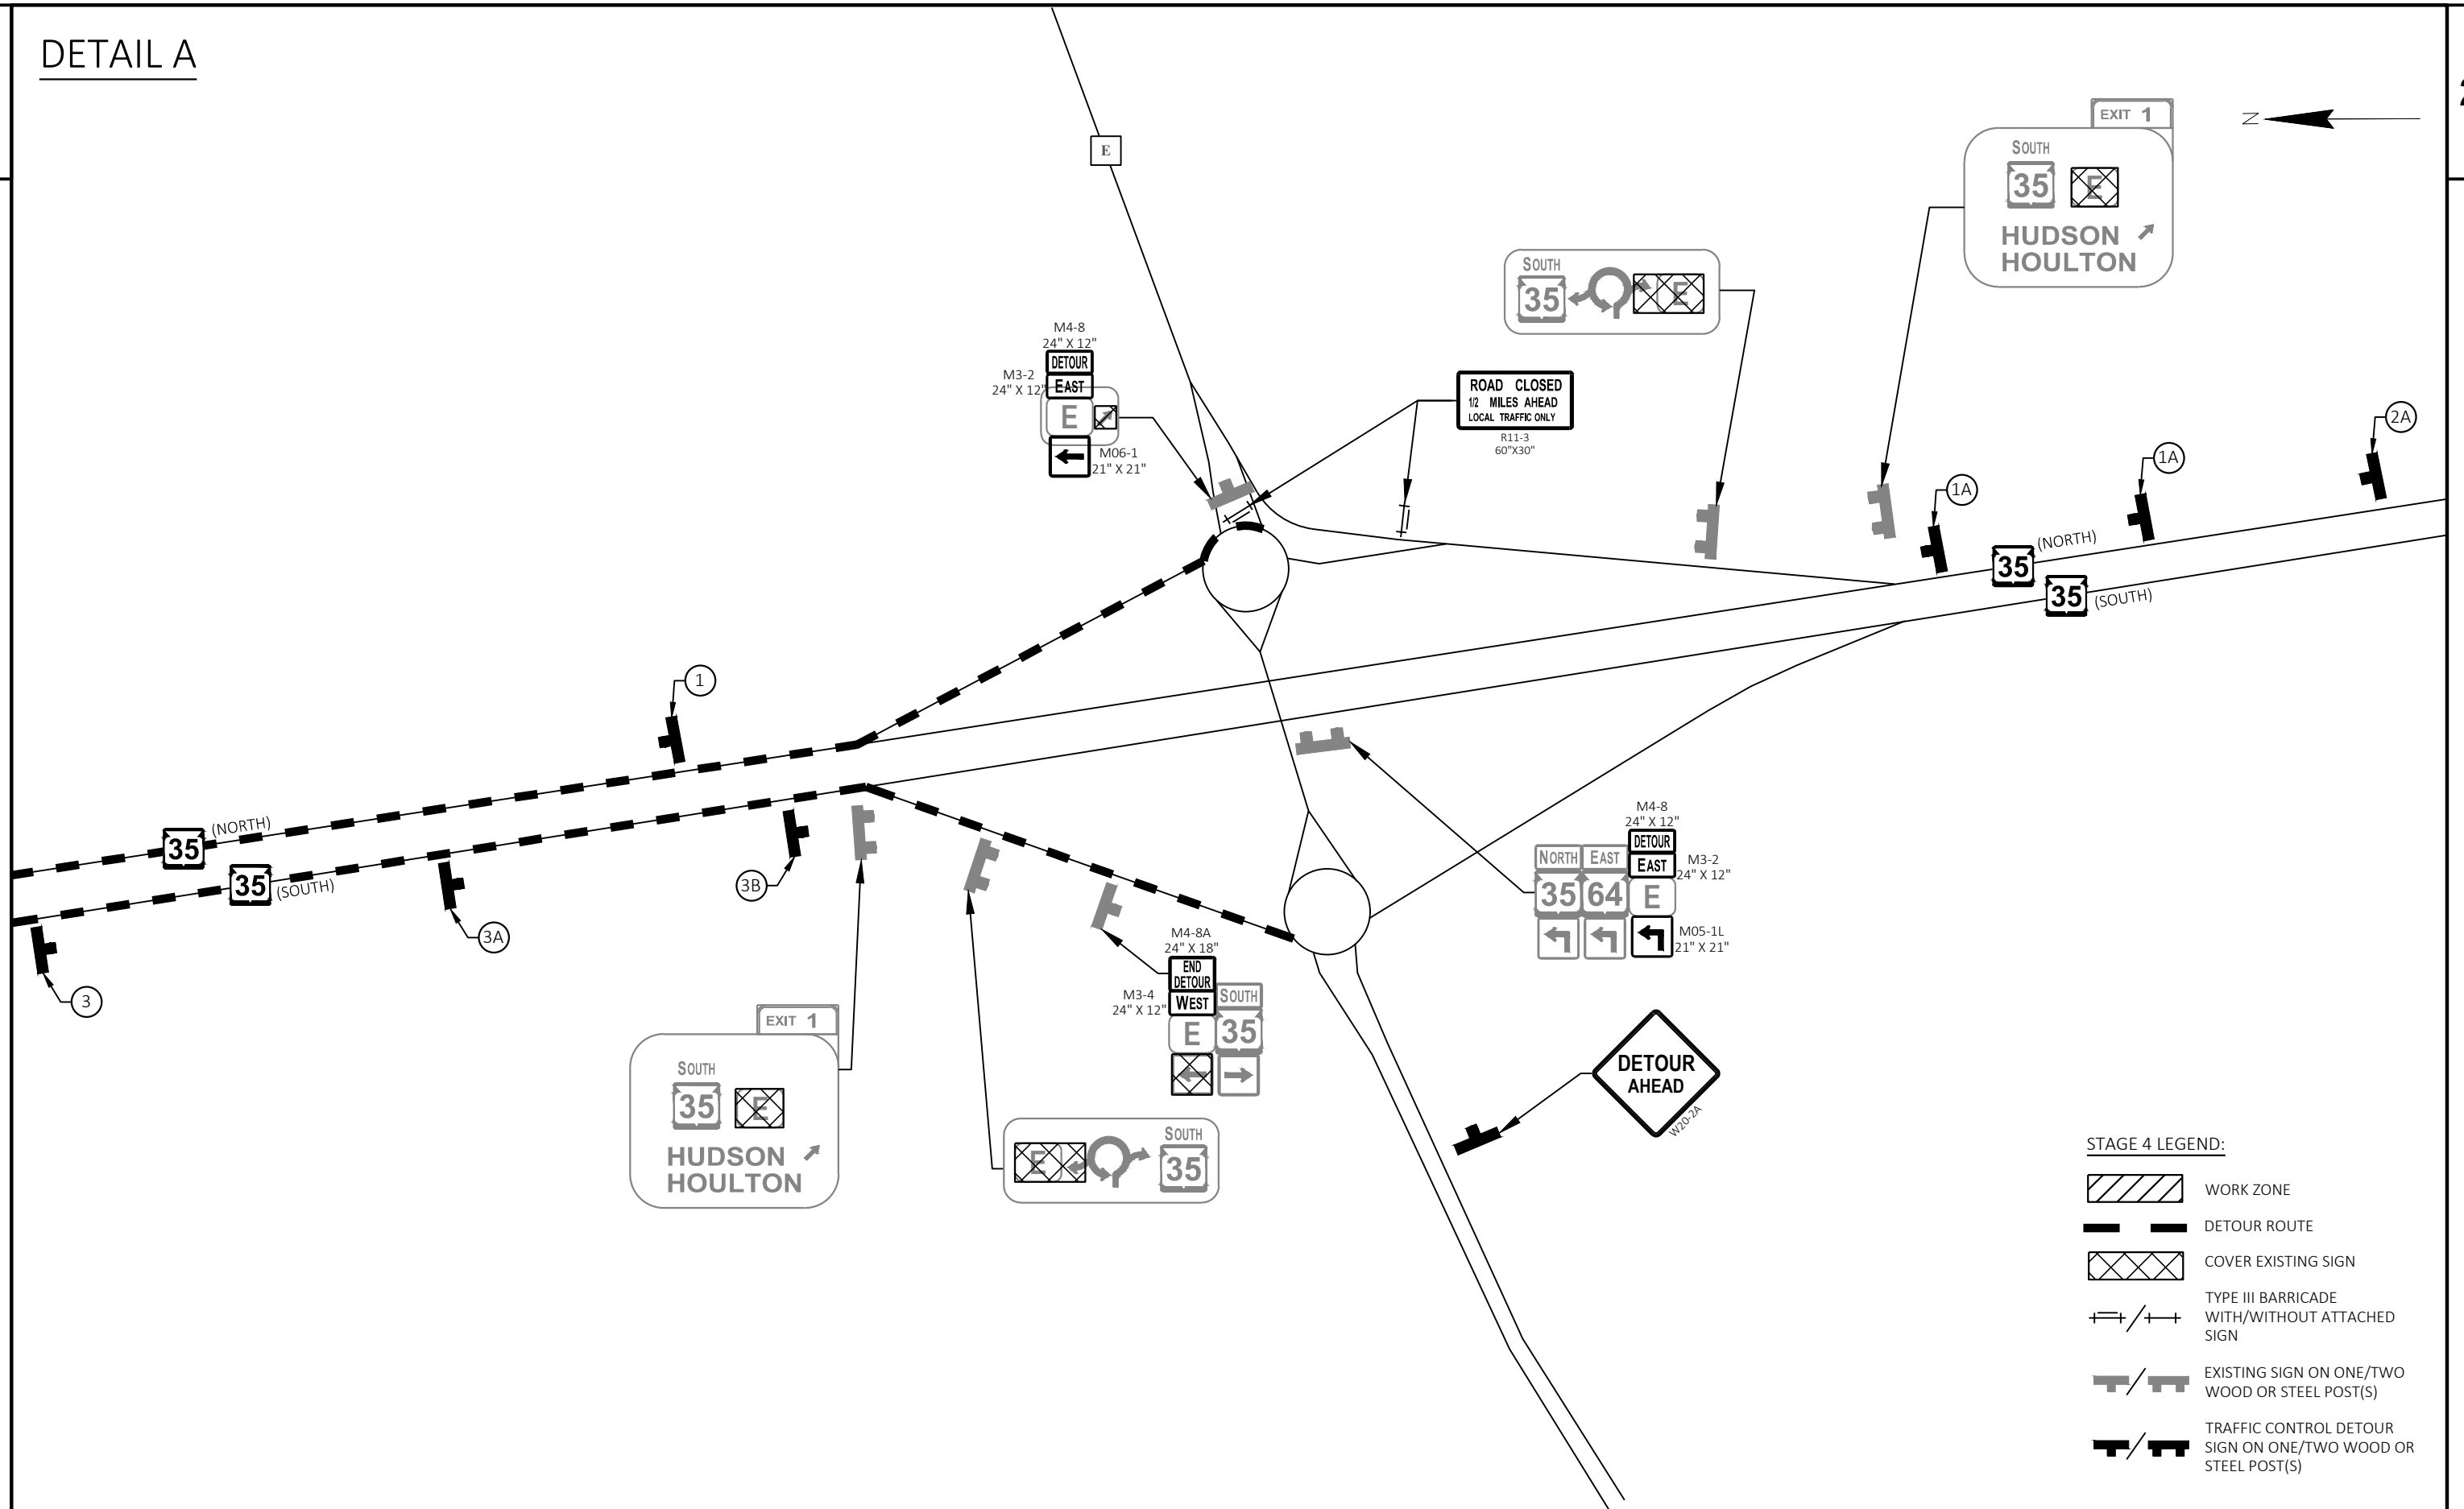 DETAIL A
2
N
E
EXIT 1
SOUTH
35 E
HUDSON
HOULTON
SOUTH
35 E
M4-8
24" X 12"
DETOUR
M3-2
24" X 12"
EAST
E
M06-1
21" X 21"
ROAD CLOSED
1/2 MILES AHEAD
LOCAL TRAFFIC ONLY
R11-3
60"X30"
2A
1A
1A
35 (NORTH)
35 (SOUTH)
1
35 (NORTH)
35 (SOUTH)
3B
3A
3
M4-8
24" X 12"
DETOUR
NORTH EAST EAST
M3-2
24" X 12"
35 64 E
M05-1L
21" X 21"
M4-8A
24" X 18"
END
DETOUR
M3-4
24" X 12"
WEST SOUTH
E 35
EXIT 1
SOUTH
35 E
HUDSON
HOULTON
SOUTH
E 35
DETOUR
AHEAD
W20-2A
STAGE 4 LEGEND:
WORK ZONE
DETOUR ROUTE
COVER EXISTING SIGN
TYPE III BARRICADE
WITH/WITHOUT ATTACHED
SIGN
EXISTING SIGN ON ONE/TWO
WOOD OR STEEL POST(S)
TRAFFIC CONTROL DETOUR
SIGN ON ONE/TWO WOOD OR
STEEL POST(S)